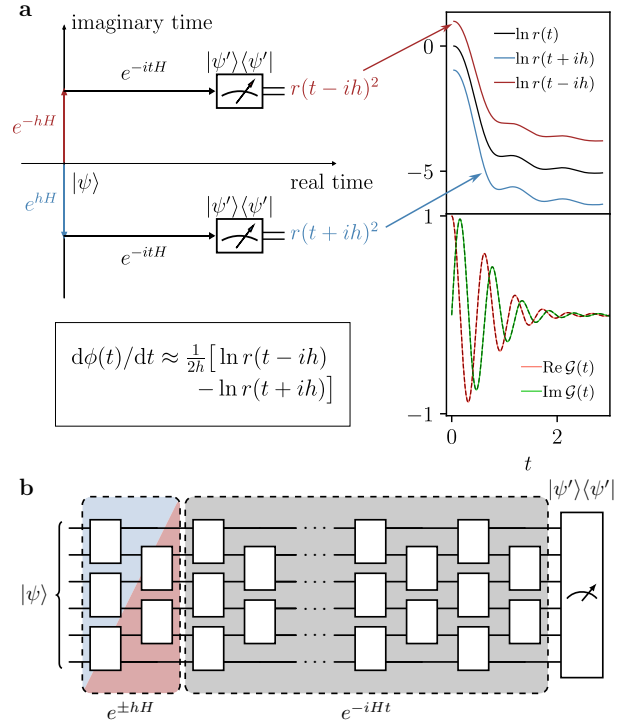 a
imaginary time
e^{-itH}
|ψ′⟩⟨ψ′|
r(t − ih)²
e^{-hH}
|ψ⟩
real time
e^{hH}
|ψ′⟩⟨ψ′|
r(t + ih)²
e^{-itH}
dϕ(t)/dt ≈ \frac{1}{2h}[ ln r(t − ih)
− ln r(t + ih)]
0
−5
ln r(t)
ln r(t + ih)
ln r(t − ih)
1
−1
Re 𝒢(t)
Im 𝒢(t)
0
2
t
b
|ψ′⟩⟨ψ′|
|ψ⟩
· · ·
· · ·
· · ·
· · ·
· · ·
· · ·
e^{±hH}
e^{-iHt}